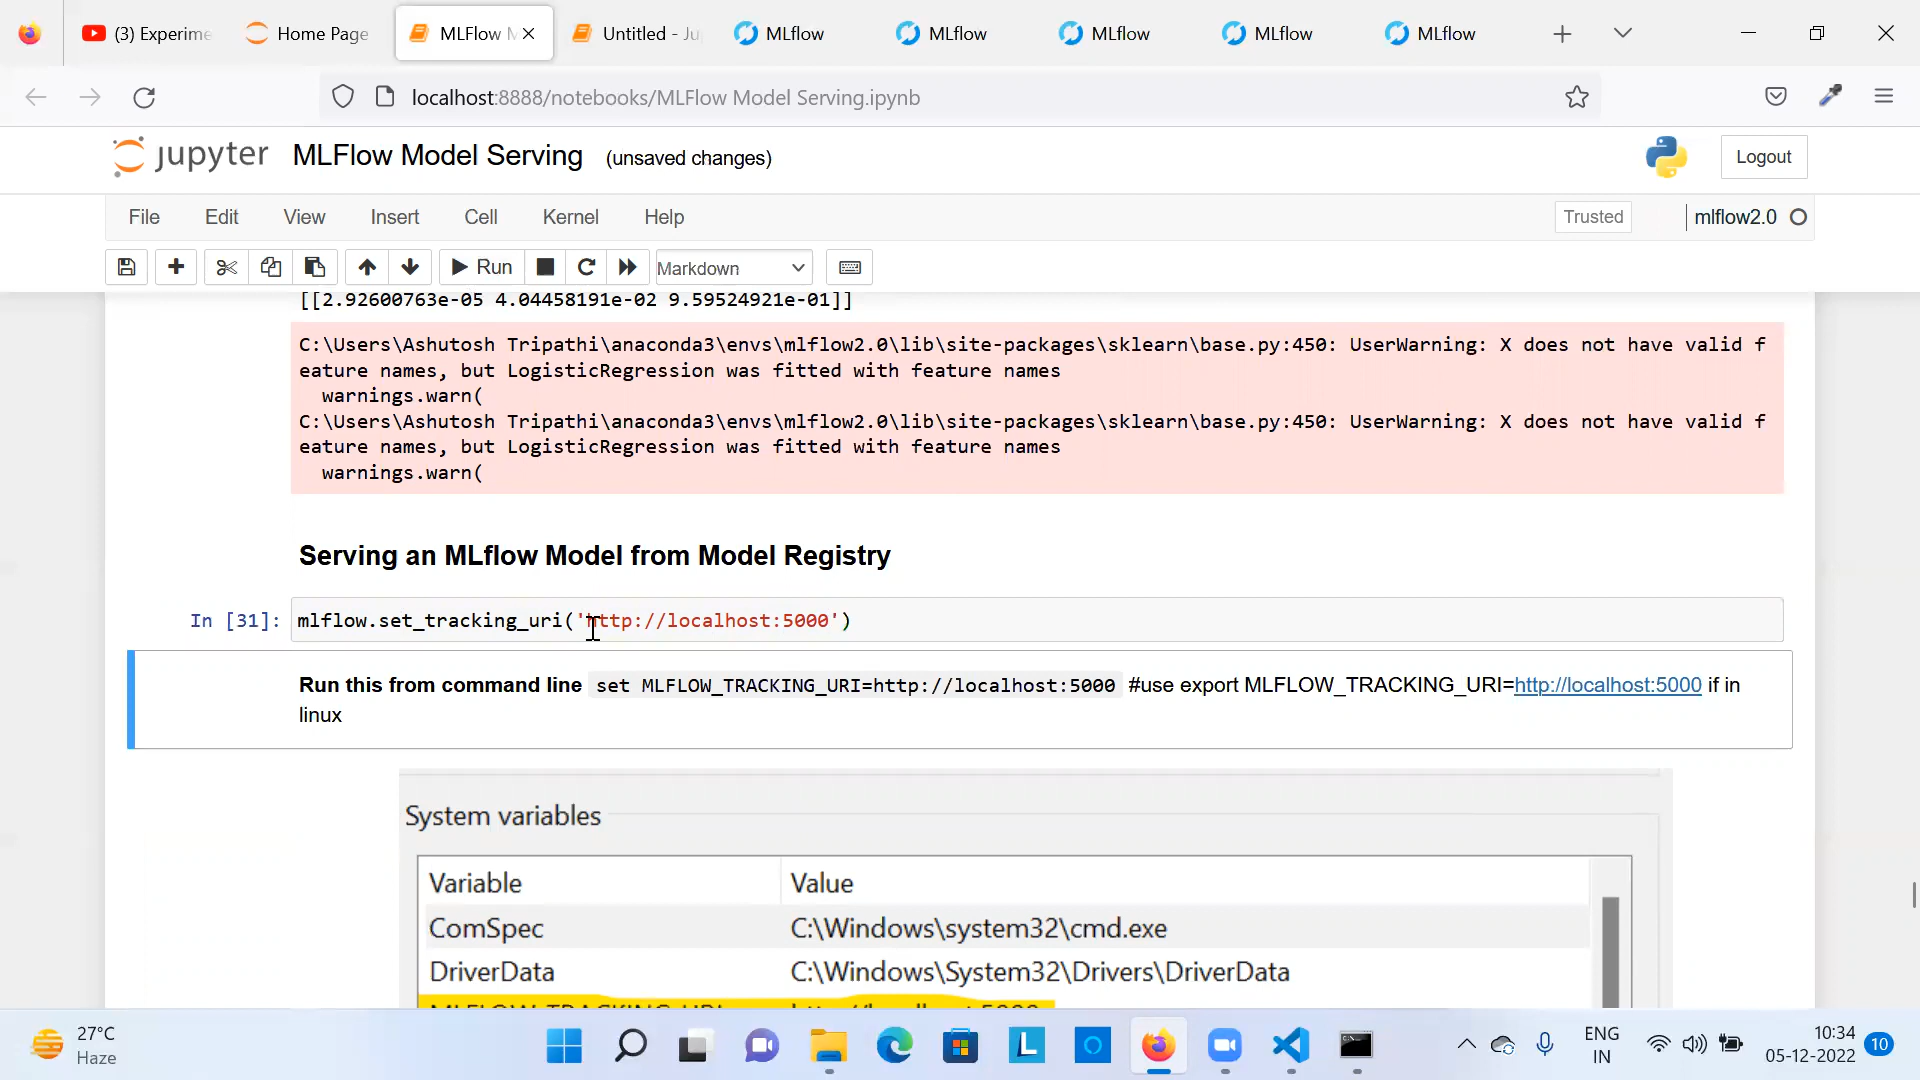 (3) Experime
Home Page
MLFlow M
Untitled - Ju
MLflow
MLflow
MLflow
MLflow
MLflow
localhost:8888/notebooks/MLFlow Model Serving.ipynb
jupyter
MLFlow Model Serving
(unsaved changes)
Logout
File
Edit
View
Insert
Cell
Kernel
Help
Trusted
mlflow2.0
Run
Markdown
[[2.92600763e-05 4.04458191e-02 9.59524921e-01]]
C:\Users\Ashutosh Tripathi\anaconda3\envs\mlflow2.0\lib\site-packages\sklearn\base.py:450: UserWarning: X does not have valid f
eature names, but LogisticRegression was fitted with feature names
warnings.warn(
C:\Users\Ashutosh Tripathi\anaconda3\envs\mlflow2.0\lib\site-packages\sklearn\base.py:450: UserWarning: X does not have valid f
eature names, but LogisticRegression was fitted with feature names
warnings.warn(
Serving an MLflow Model from Model Registry
In [31]: mlflow.set_tracking_uri('http://localhost:5000')
Run this from command line set MLFLOW_TRACKING_URI=http://localhost:5000 #use export MLFLOW_TRACKING_URI=http://localhost:5000 if in
linux
System variables
Variable Value
ComSpec C:\Windows\system32\cmd.exe
DriverData C:\Windows\System32\Drivers\DriverData
MLFLOW_TRACKING_URI http://localhost:5000
27°C
Haze
ENG
IN
10:34
05-12-2022
10